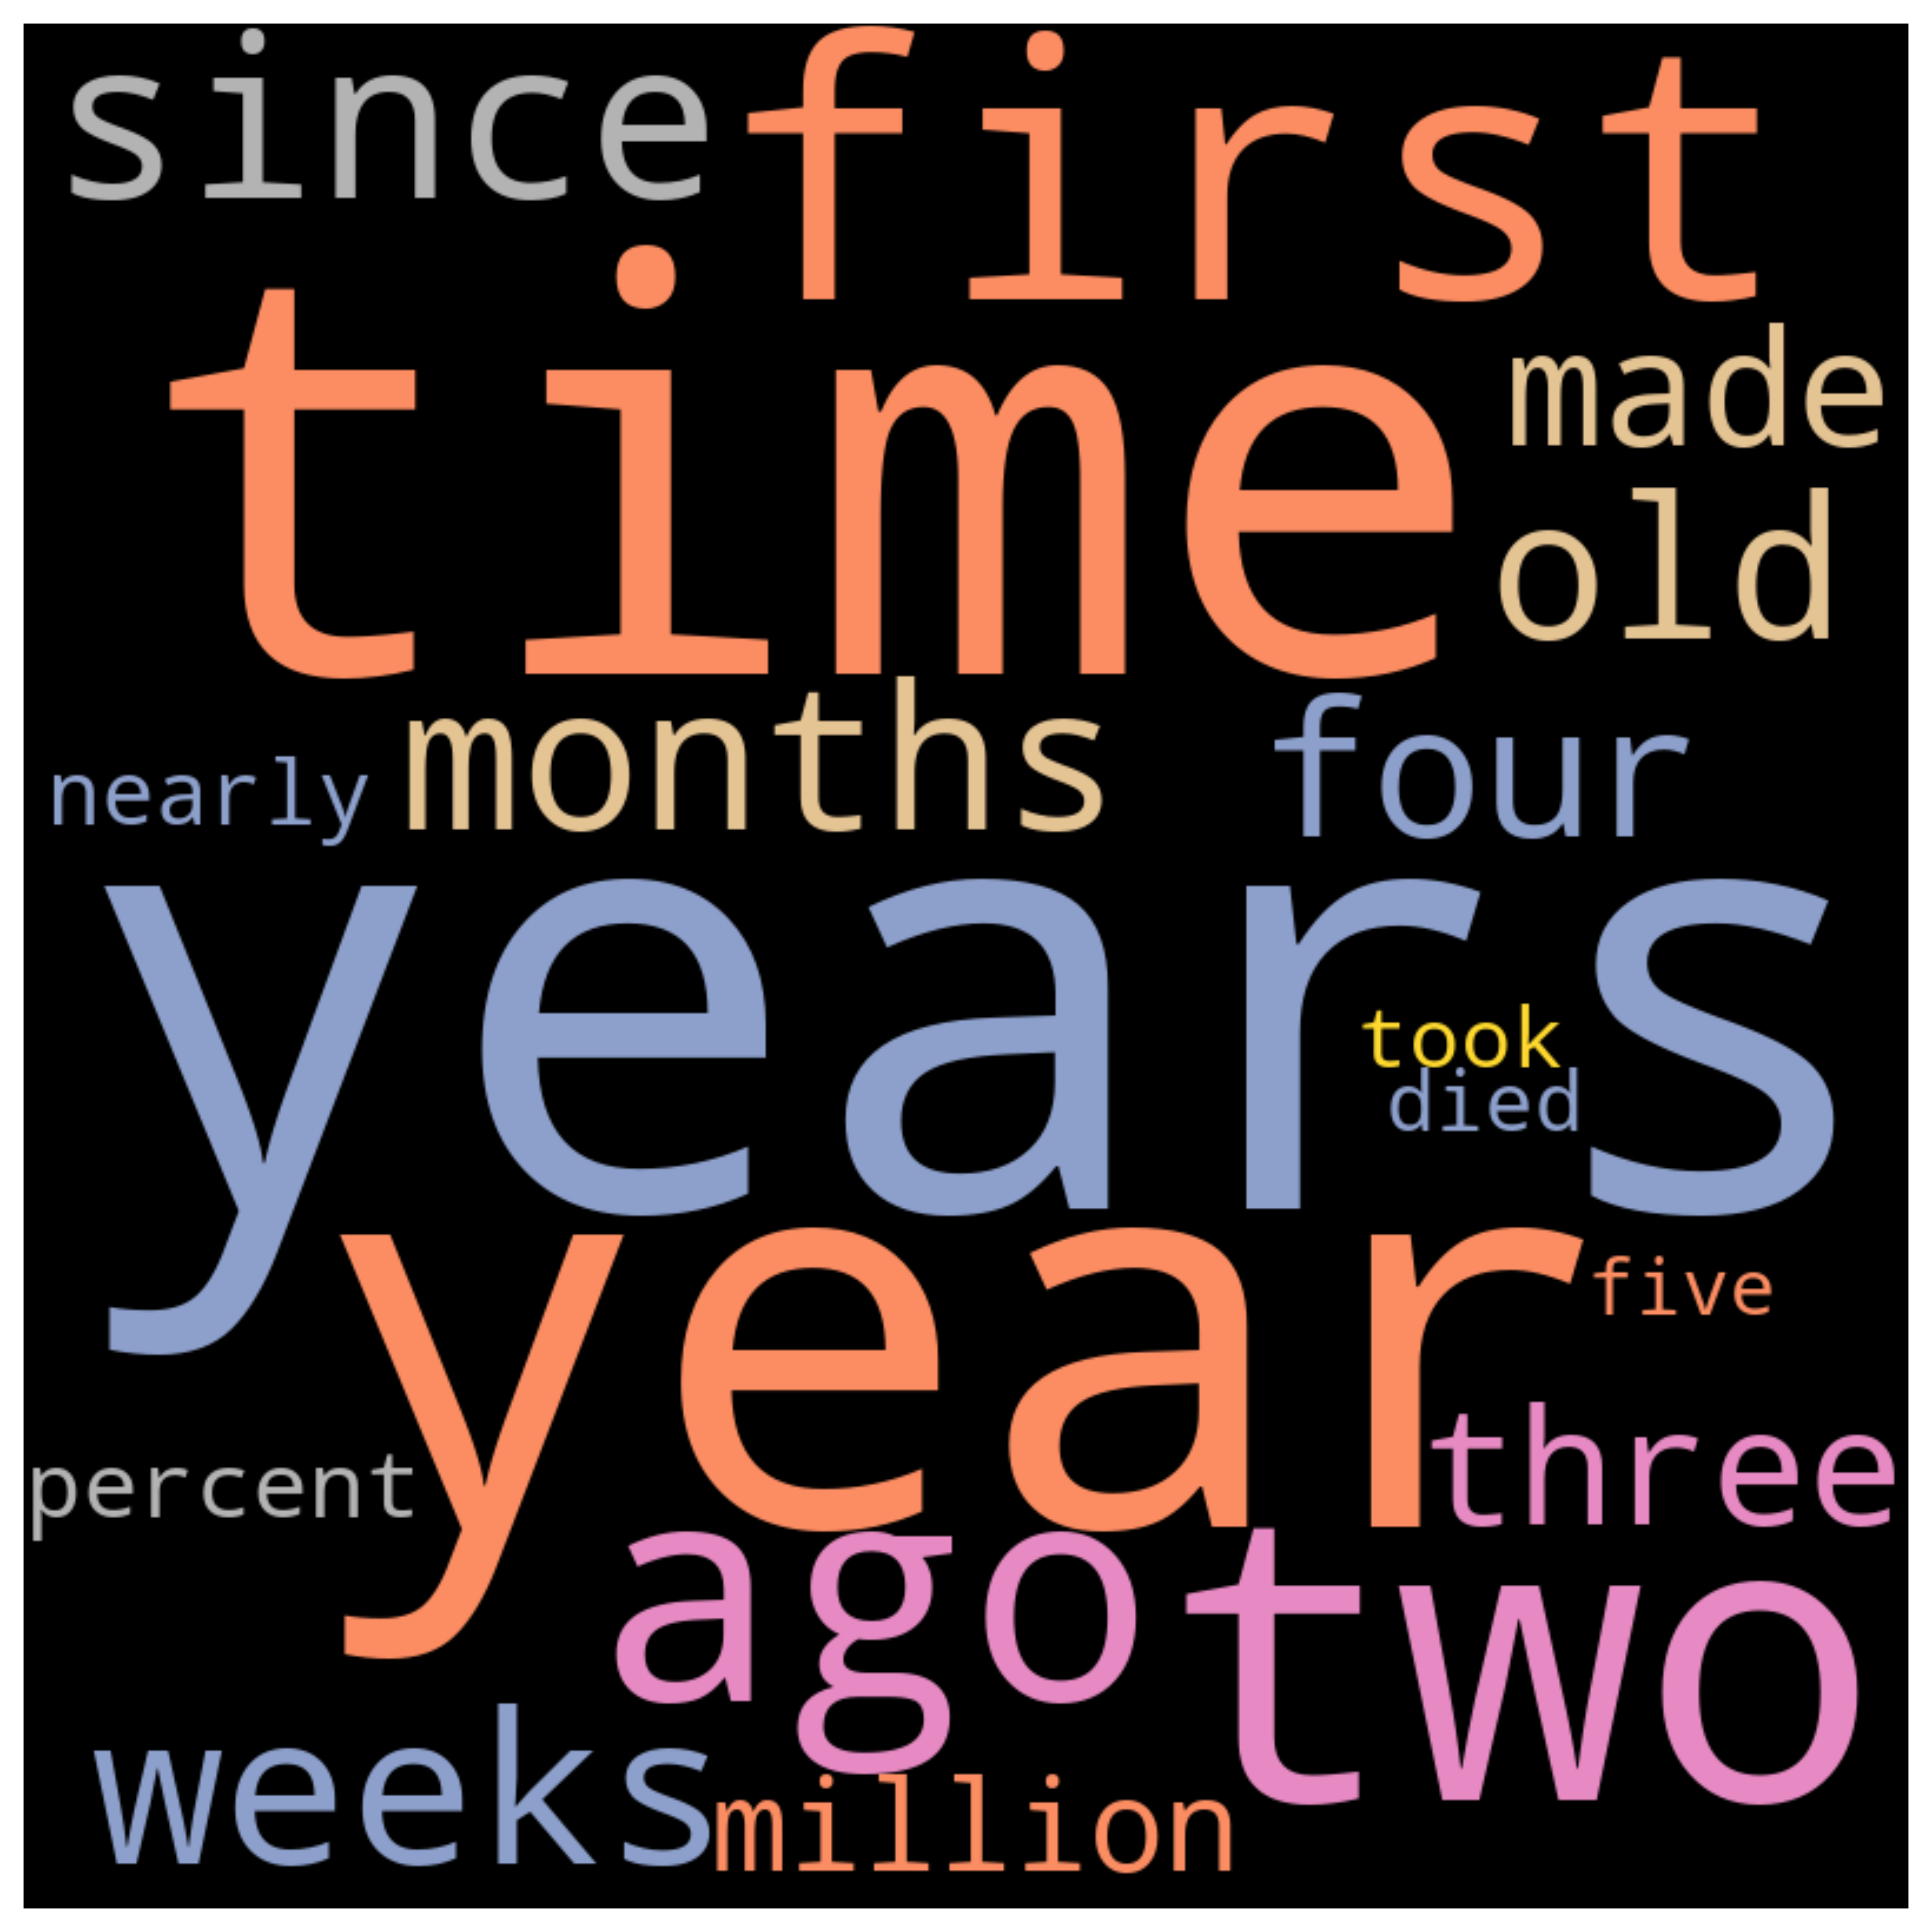 since first
time made
old
nearly months four
years
took
died
year five
percent three
ago two
weeks million